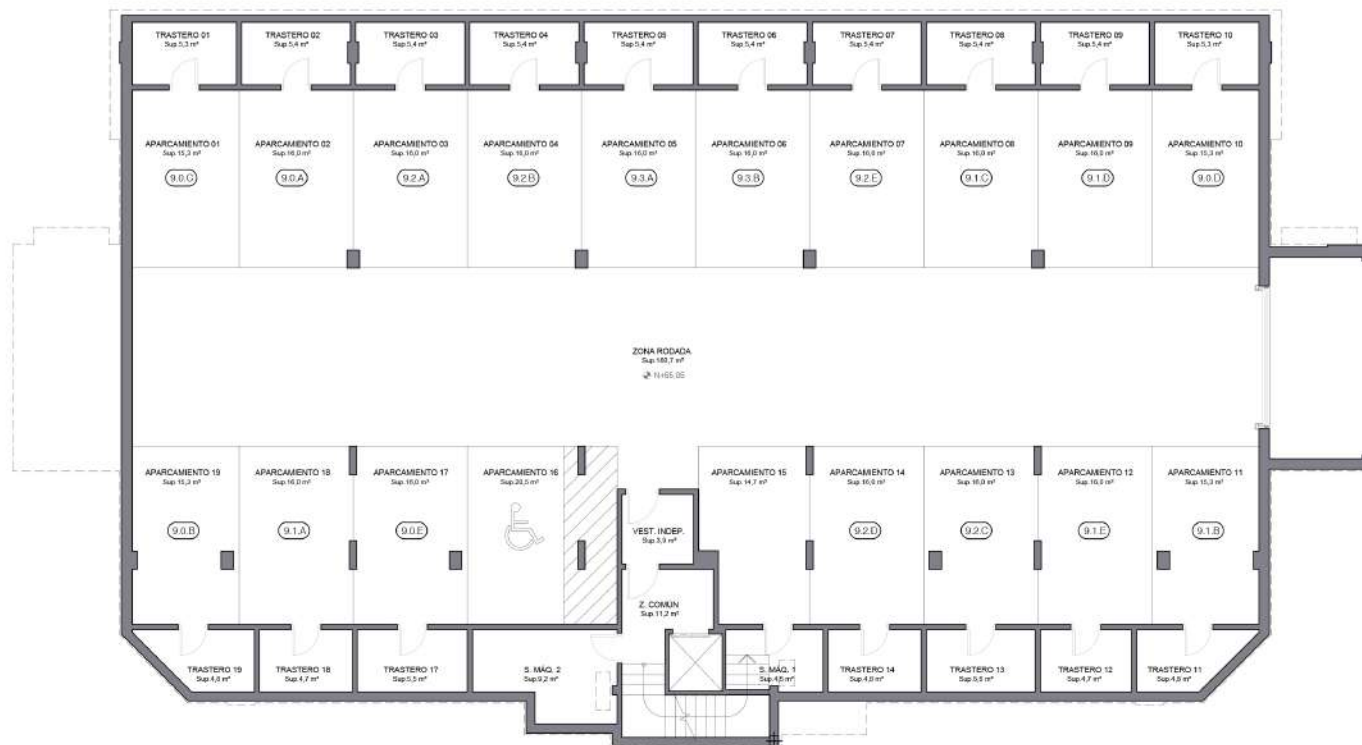 TRASTERO 01
Sup.5,3 m²
TRASTERO 02
Sup.5,4 m²
TRASTERO 03
Sup.5,4 m²
TRASTERO 04
Sup.5,4 m²
TRASTERO 05
Sup.5,4 m²
TRASTERO 06
Sup.5,4 m²
TRASTERO 07
Sup.5,4 m²
TRASTERO 08
Sup.5,4 m²
TRASTERO 09
Sup.5,4 m²
TRASTERO 10
Sup.5,3 m²
APARCAMIENTO 01
Sup.15,3 m²
9.0.C
APARCAMIENTO 02
Sup.16,0 m²
9.0.A
APARCAMIENTO 03
Sup.16,0 m²
9.2.A
APARCAMIENTO 04
Sup.16,0 m²
9.2.B
APARCAMIENTO 05
Sup.16,0 m²
9.3.A
APARCAMIENTO 06
Sup.16,0 m²
9.3.B
APARCAMIENTO 07
Sup.16,0 m²
9.2.E
APARCAMIENTO 08
Sup.16,0 m²
9.1.C
APARCAMIENTO 09
Sup.16,0 m²
9.1.D
APARCAMIENTO 10
Sup.15,3 m²
9.0.D
ZONA RODADA
N+55,05
APARCAMIENTO 19
Sup.15,3 m²
9.0.B
APARCAMIENTO 18
Sup.16,0 m²
9.1.A
APARCAMIENTO 17
Sup.16,0 m²
9.0.E
APARCAMIENTO 16
Sup.20,5 m²
APARCAMIENTO 15
Sup.14,7 m²
APARCAMIENTO 14
Sup.16,0 m²
9.2.D
APARCAMIENTO 13
Sup.16,0 m²
9.2.C
APARCAMIENTO 12
Sup.16,0 m²
9.1.E
APARCAMIENTO 11
Sup.15,3 m²
9.1.B
VEST. INDEP.
Sup.3,9 m²
Z. COMÚN
Sup.11,2 m²
TRASTERO 19
TRASTERO 18
Sup.4,7 m²
TRASTERO 17
Sup.5,5 m²
S. MÁQ. 2
Sup.9,2 m²
S. MÁQ. 1
TRASTERO 14
TRASTERO 13
TRASTERO 12
Sup.4,7 m²
TRASTERO 11